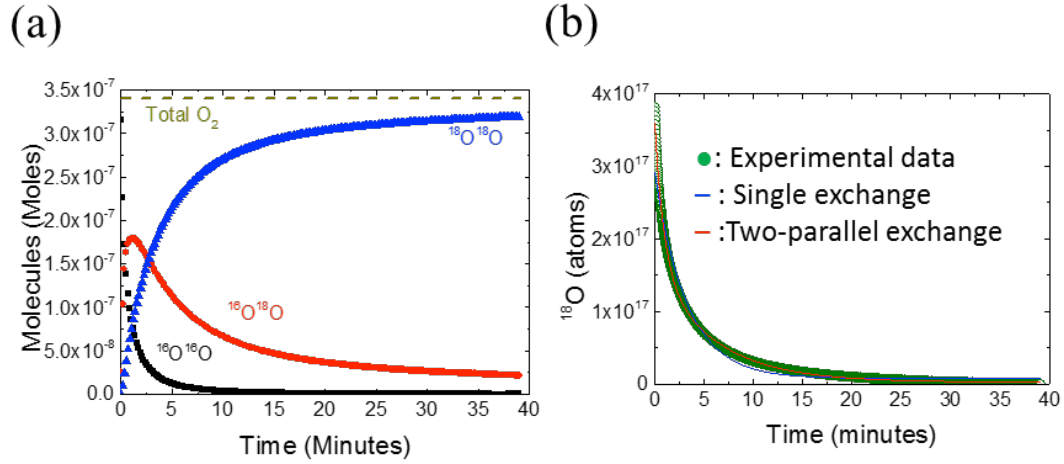 (a)
(b)
3.5x10⁻⁷
3.0x10⁻⁷
2.5x10⁻⁷
2.0x10⁻⁷
1.5x10⁻⁷
1.0x10⁻⁷
5.0x10⁻⁸
0.0
Molecules (Moles)
Total O₂
¹⁸O¹⁸O
¹⁶O¹⁸O
¹⁶O¹⁶O
0 5 10 15 20 25 30 35 40
Time (Minutes)
4x10¹⁷
3x10¹⁷
2x10¹⁷
1x10¹⁷
0
¹⁸O (atoms)
: Experimental data
: Single exchange
:Two-parallel exchange
0 5 10 15 20 25 30 35 40
Time (minutes)